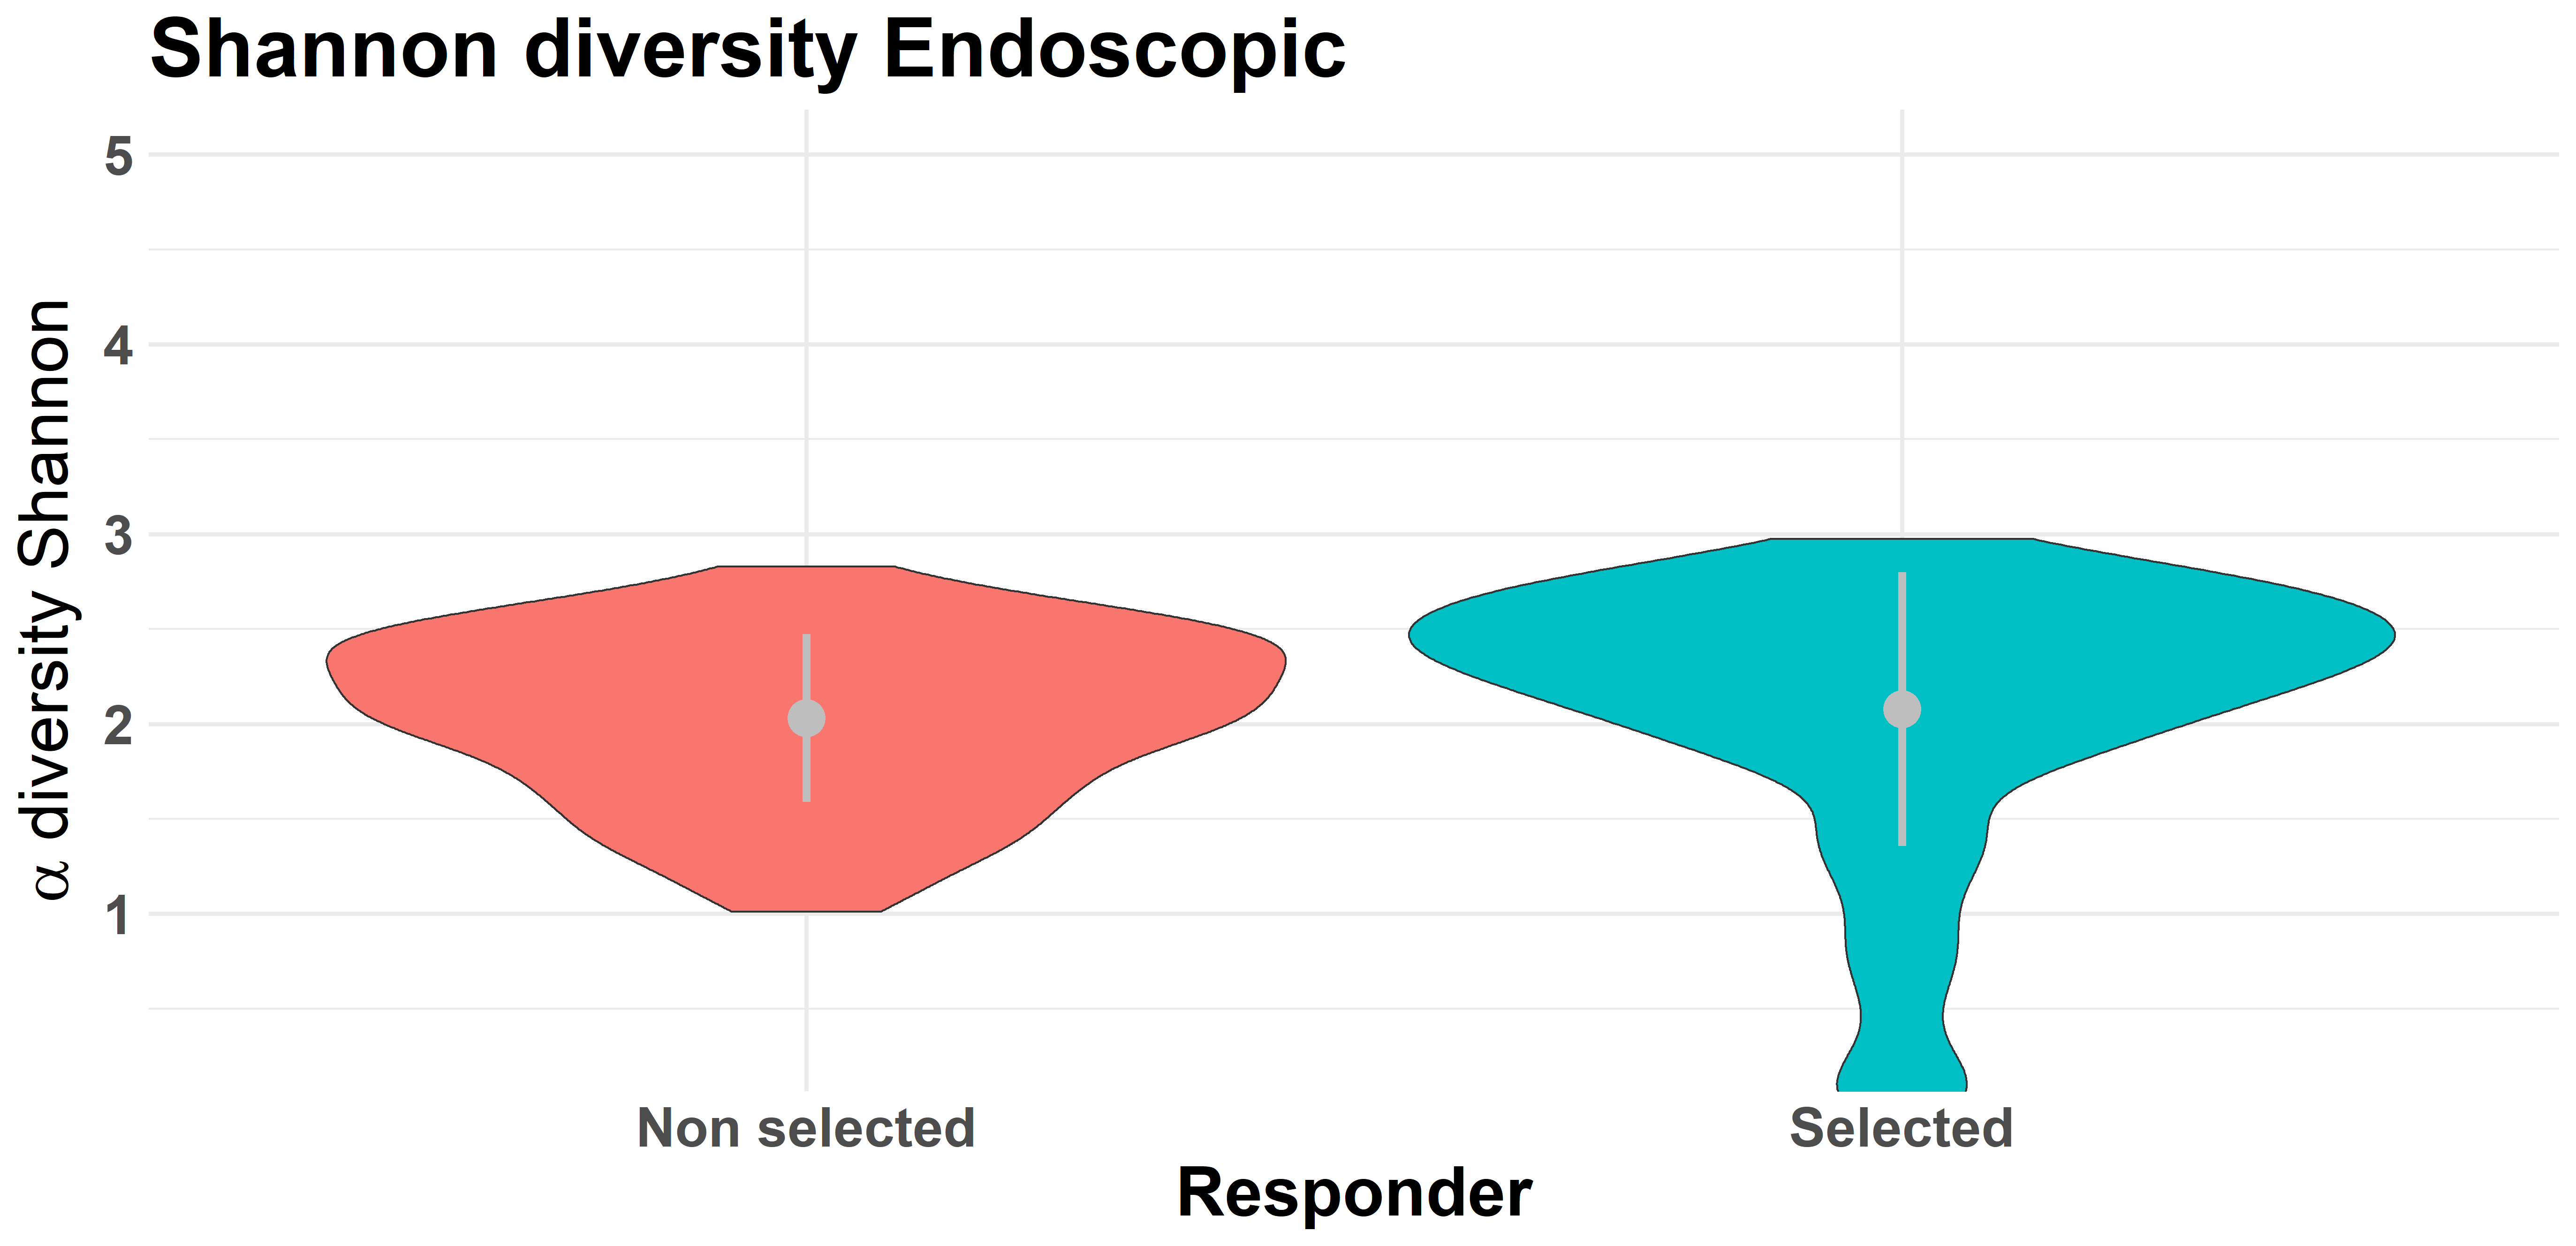 Shannon diversity Endoscopic
α diversity Shannon
5
4
3
2
1
Non selected
Selected
Responder